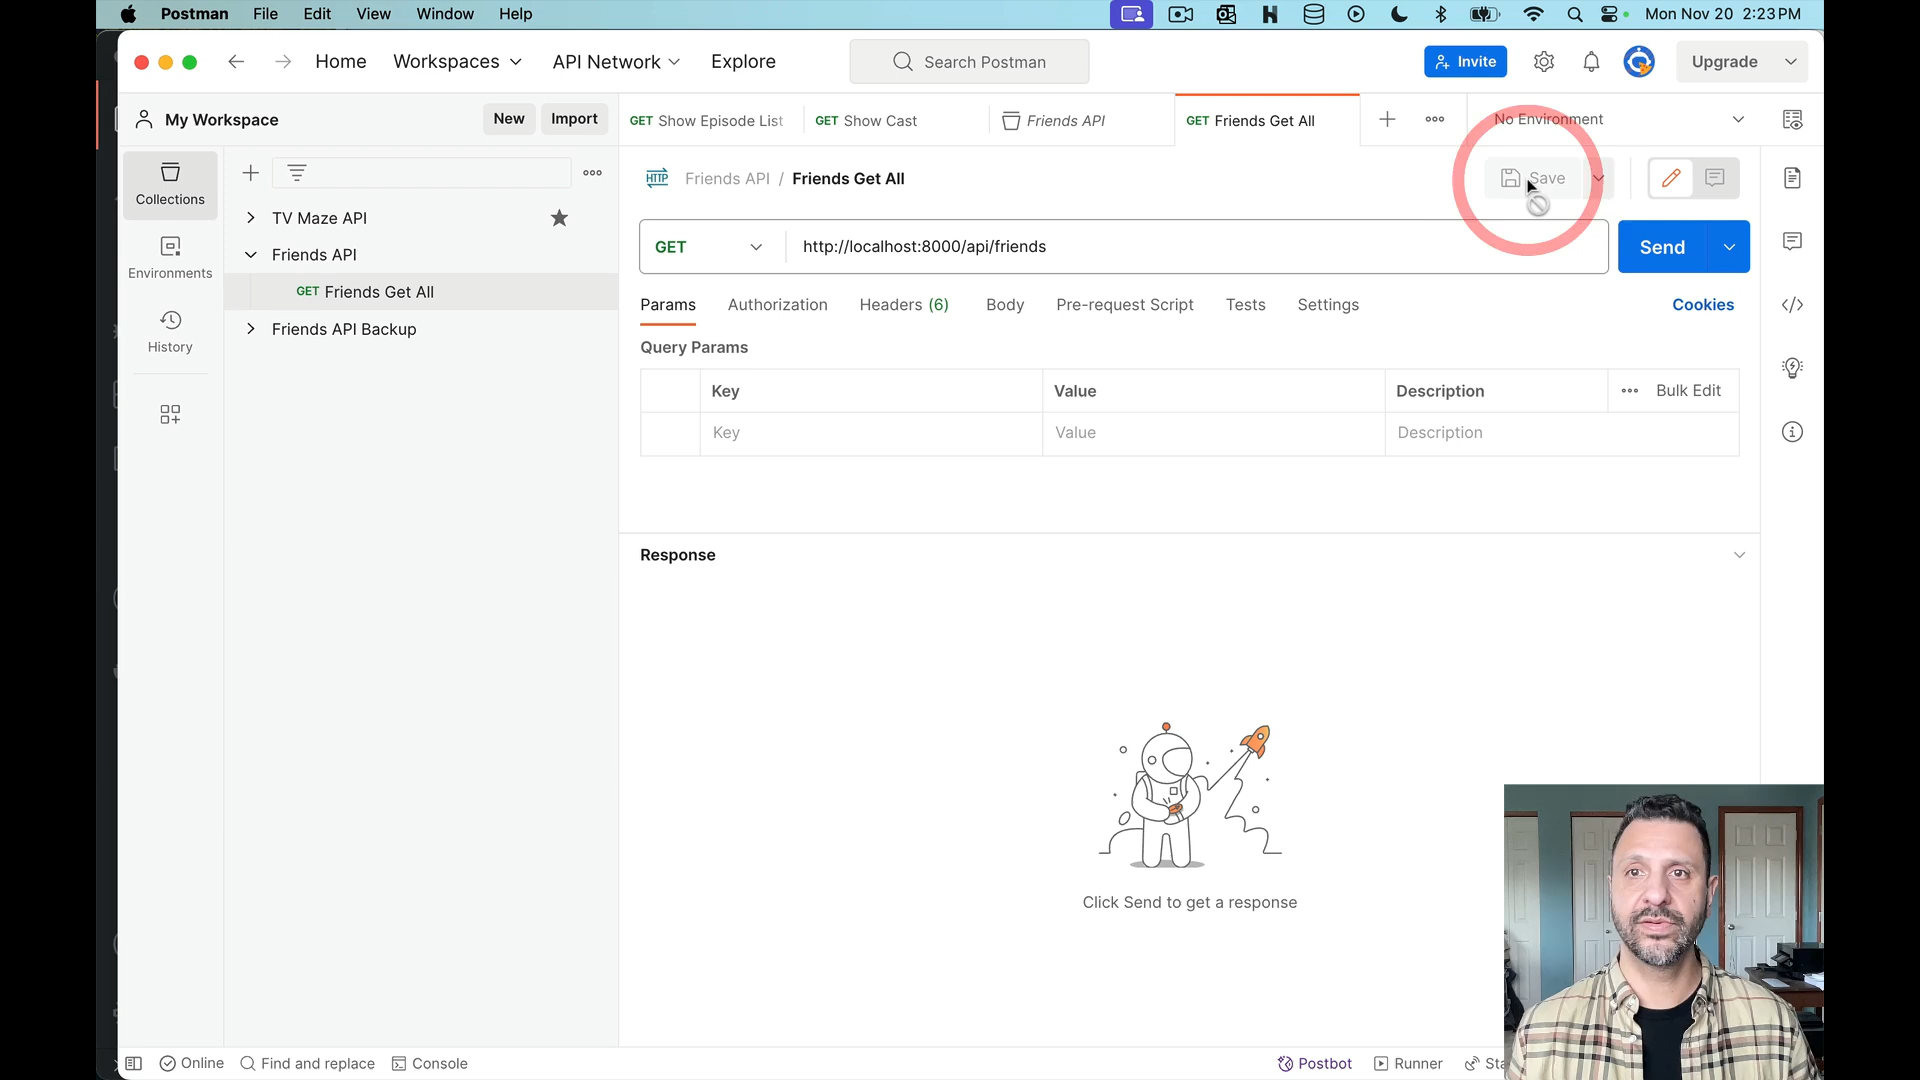 Postman File Edit View Window Help
Mon Nov 20 2:23 PM
Home Workspaces API Network Explore
Search Postman
Invite
Upgrade
My Workspace
New Import
GET Show Episode List
GET Show Cast
Friends API
GET Friends Get All
No Environment
Collections
Environments
History
TV Maze API
Friends API
GET Friends Get All
Friends API Backup
HTTP Friends API / Friends Get All
Save
GET http://localhost:8000/api/friends
Send
Params Authorization Headers (6) Body Pre-request Script Tests Settings
Cookies
Query Params
Key Value Description Bulk Edit
Key Value Description
Response
Click Send to get a response
Online Find and replace Console
Postbot Runner